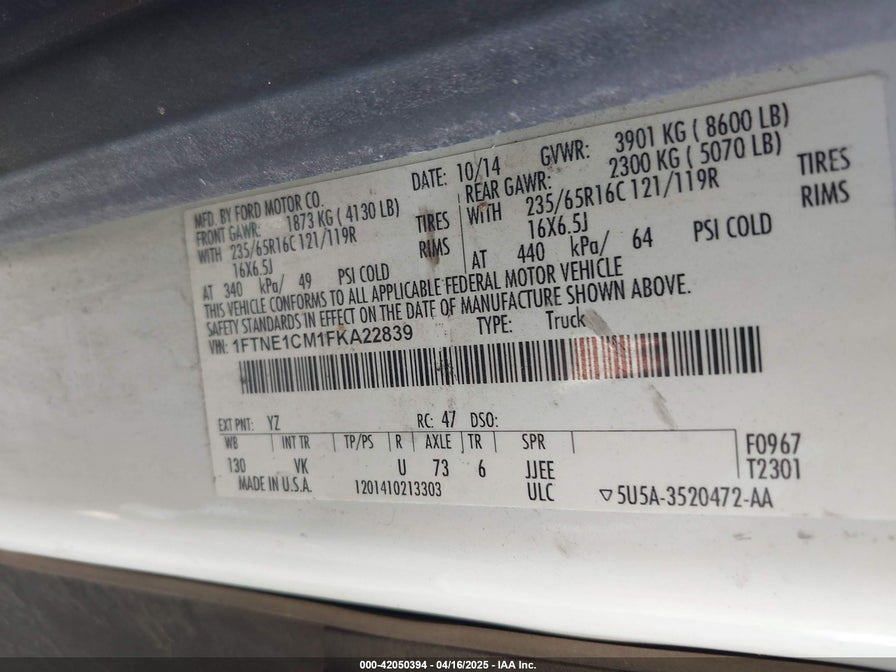 MFD. BY FORD MOTOR CO.
DATE: 10/14 GVWR: 3901 KG ( 8600 LB)
FRONT GAWR: 1873 KG ( 4130 LB)
REAR GAWR: 2300 KG ( 5070 LB)
WITH 235/65R16C 121/119R TIRES
WITH 235/65R16C 121/119R TIRES
16X6.5J RIMS
16X6.5J RIMS
AT 340 kPa/ 49 PSI COLD
AT 440 kPa/ 64 PSI COLD
THIS VEHICLE CONFORMS TO ALL APPLICABLE FEDERAL MOTOR VEHICLE
SAFETY STANDARDS IN EFFECT ON THE DATE OF MANUFACTURE SHOWN ABOVE.
VIN: 1FTNE1CM1FKA22839 TYPE: Truck
EXT PNT: YZ RC: 47 DSO:
WB INT TR TP/PS R AXLE TR SPR F0967
130 VK U 73 6 JJEE T2301
MADE IN U.S.A. 1201410213303 ULC ▽5U5A-3520472-AA
000-42050394 - 04/16/2025 - IAA Inc.